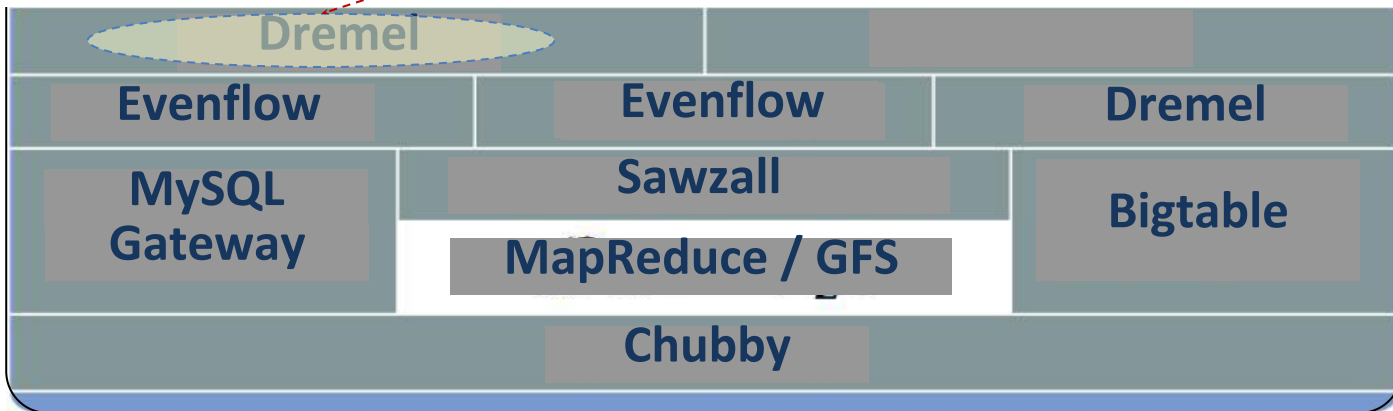 Dremel
Evenflow
Evenflow
Dremel
MySQL
Gateway
Sawzall
MapReduce / GFS
Bigtable
Chubby